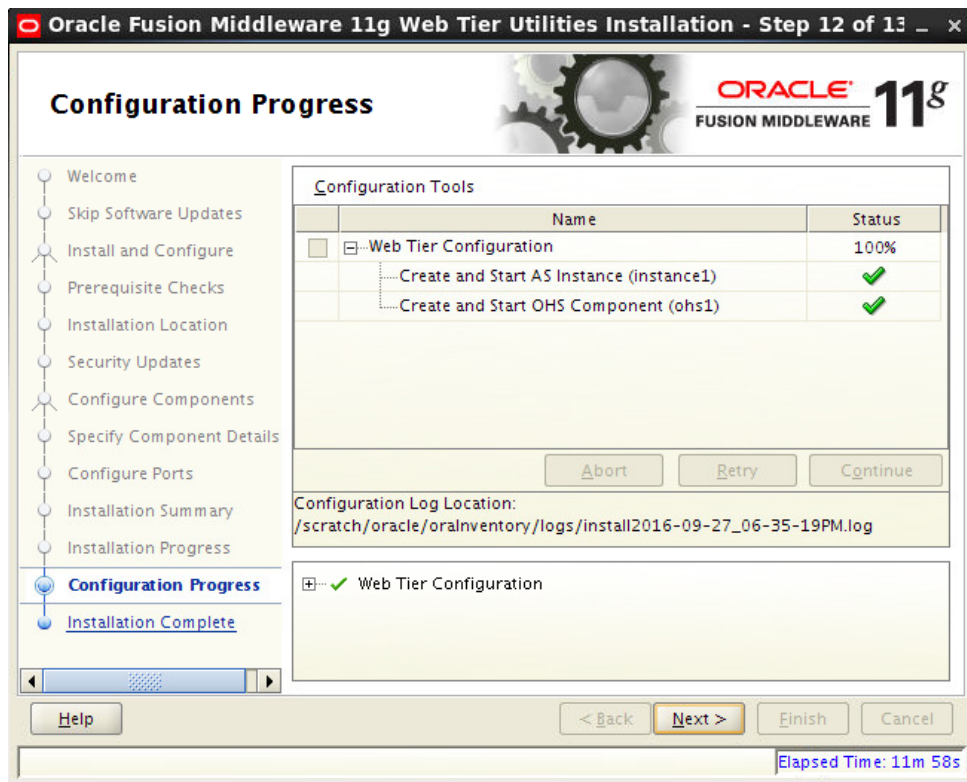 Oracle Fusion Middleware 11g Web Tier Utilities Installation - Step 12 of 13
Configuration Progress
ORACLE
FUSION MIDDLEWARE
11g
Welcome
Skip Software Updates
Install and Configure
Prerequisite Checks
Installation Location
Security Updates
Configure Components
Specify Component Details
Configure Ports
Installation Summary
Installation Progress
Configuration Progress
Installation Complete
Configuration Tools
Name Status
Web Tier Configuration 100%
Create and Start AS Instance (instance1)
Create and Start OHS Component (ohs1)
Abort Retry Continue
Configuration Log Location:
/scratch/oracle/oraInventory/logs/install2016-09-27_06-35-19PM.log
Web Tier Configuration
Help < Back Next > Finish Cancel
Elapsed Time: 11m 58s